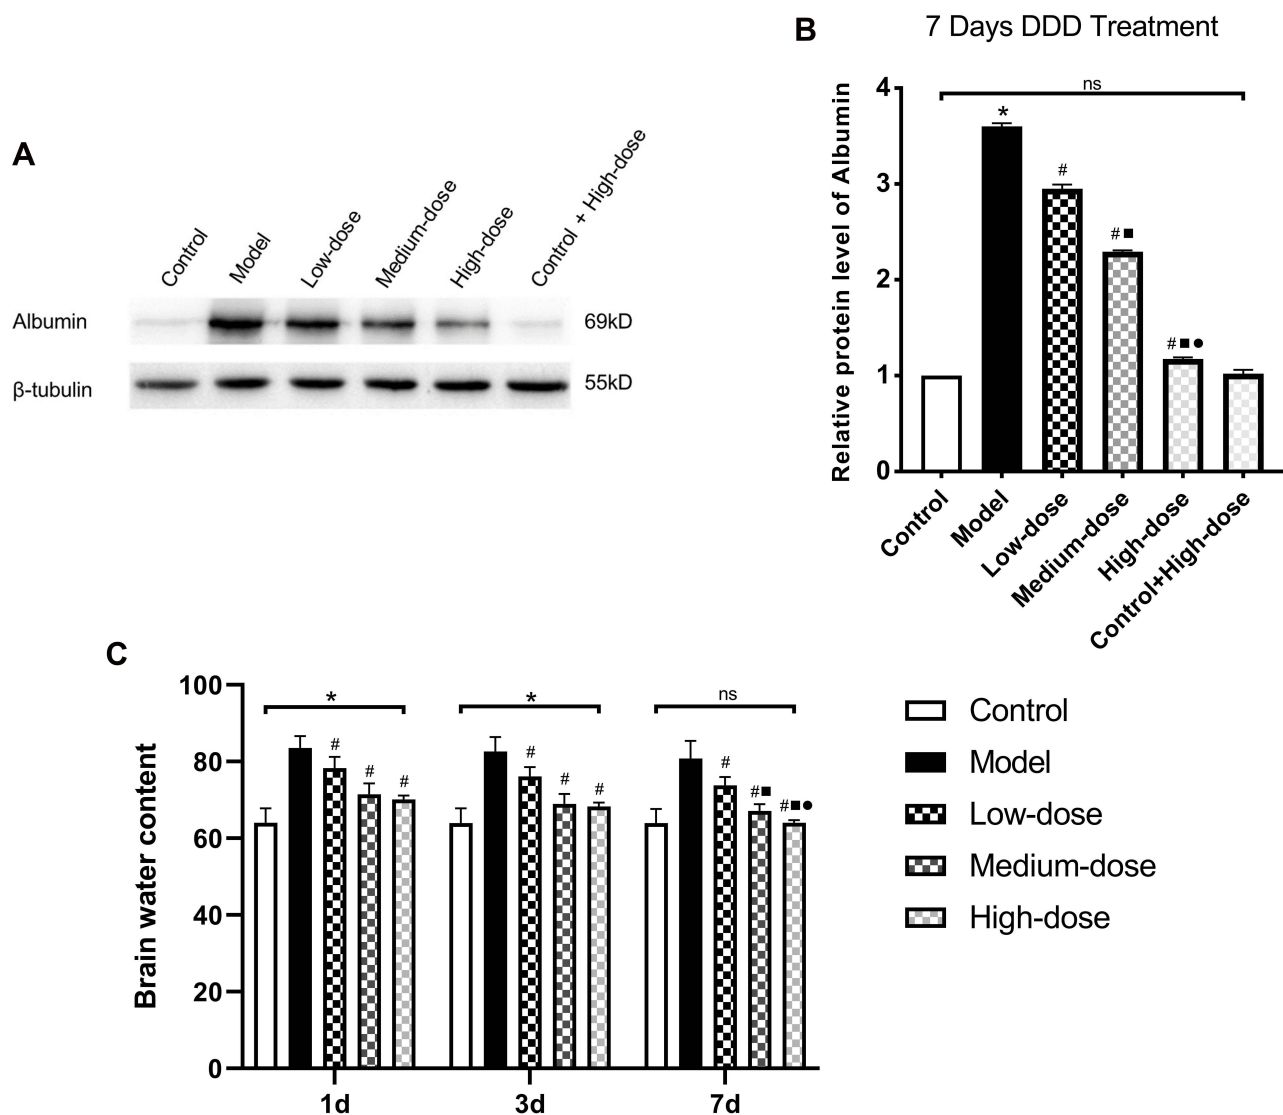 B
7 Days DDD Treatment
A
Control
Model
Low-dose
Medium-dose
High-dose
Control + High-dose
Albumin
69kD
β-tubulin
55kD
Relative protein level of Albumin
4
3
2
1
0
ns
*
#
#■
#■●
Control
Model
Low-dose
Medium-dose
High-dose
Control+High-dose
C
Brain water content
100
80
60
40
20
0
*
#
#
#
*
#
#
#
ns
#
#■
#■●
1d
3d
7d
Control
Model
Low-dose
Medium-dose
High-dose